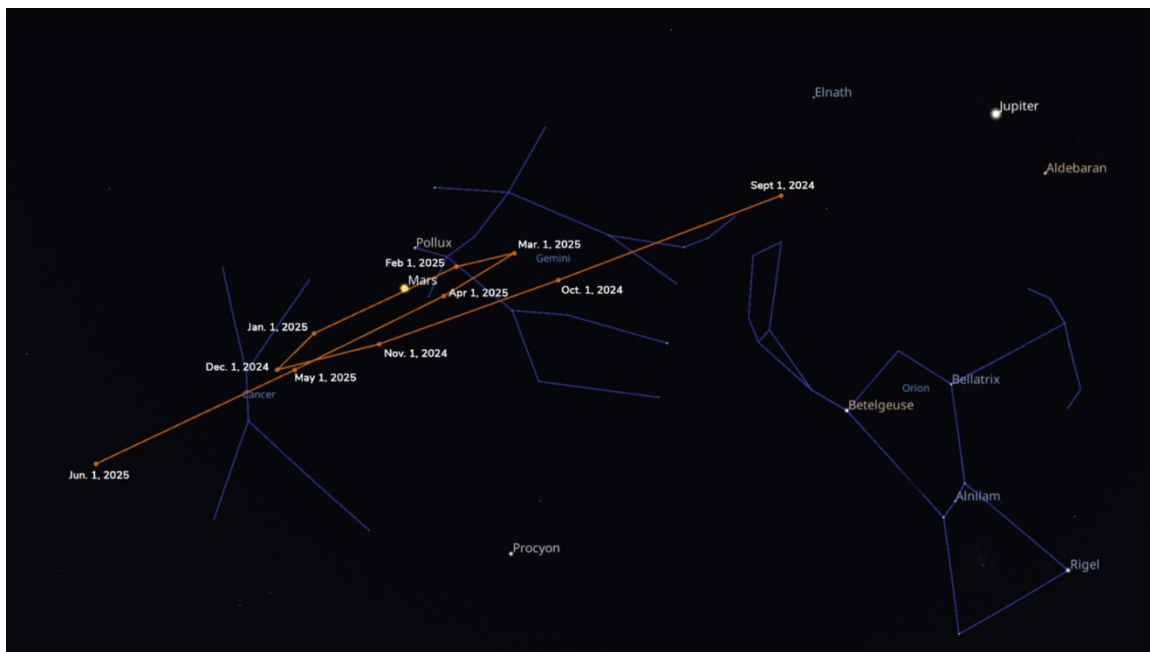 Elnath
Jupiter
Aldebaran
Sept 1, 2024
Pollux
Mar. 1, 2025
Gemini
Feb 1, 2025
Mars
Oct. 1, 2024
Apr 1, 2025
Jan. 1, 2025
Nov. 1, 2024
Dec. 1, 2024
May 1, 2025
Cancer
Bellatrix
Orion
Betelgeuse
Jun. 1, 2025
Alnilam
Procyon
Rigel